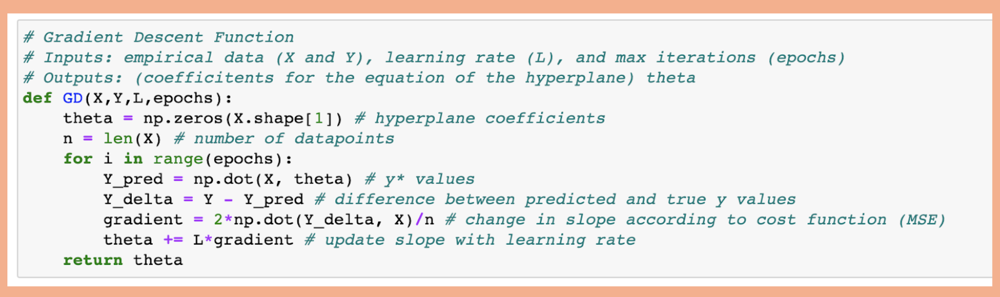 # Gradient Descent Function
# Inputs: empirical data (X and Y), learning rate (L), and max iterations (epochs)
# Outputs: (coefficitents for the equation of the hyperplane) theta
def GD(X,Y,L,epochs):
    theta = np.zeros(X.shape[1]) # hyperplane coefficients
    n = len(X) # number of datapoints
    for i in range(epochs):
        Y_pred = np.dot(X, theta) # y* values
        Y_delta = Y - Y_pred # difference between predicted and true y values
        gradient = 2*np.dot(Y_delta, X)/n # change in slope according to cost function (MSE)
        theta += L*gradient # update slope with learning rate
    return theta